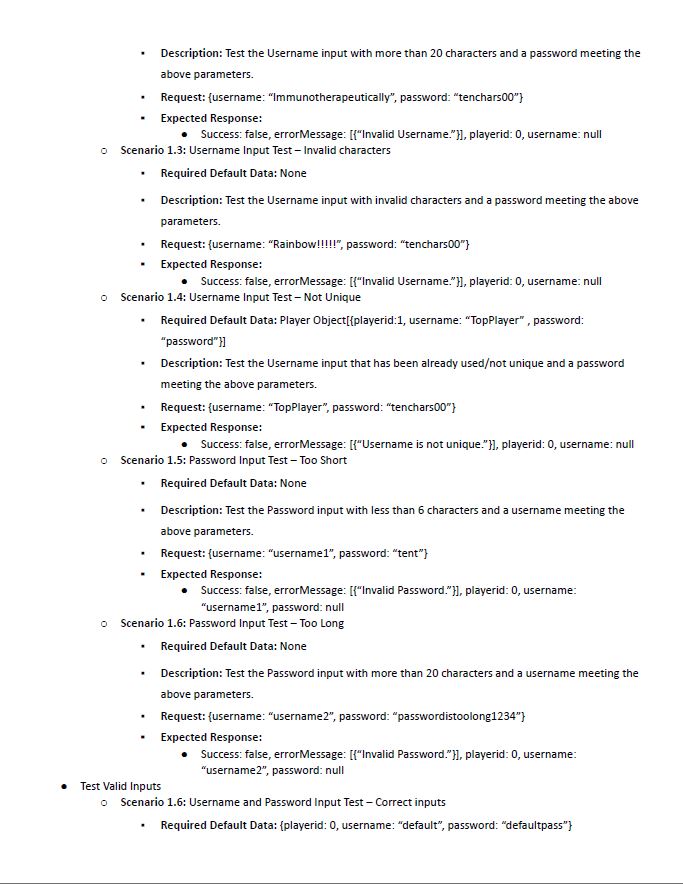 ▪ Description: Test the Username input with more than 20 characters and a password meeting the
above parameters.
▪ Request: {username: “Immunotherapeutically”, password: “tenchars00”}
▪ Expected Response:
● Success: false, errorMessage: [{“Invalid Username.”}], playerid: 0, username: null
○ Scenario 1.3: Username Input Test – Invalid characters
▪ Required Default Data: None
▪ Description: Test the Username input with invalid characters and a password meeting the above
parameters.
▪ Request: {username: “Rainbow!!!!!”, password: “tenchars00”}
▪ Expected Response:
● Success: false, errorMessage: [{“Invalid Username.”}], playerid: 0, username: null
○ Scenario 1.4: Username Input Test – Not Unique
▪ Required Default Data: Player Object[{playerid:1, username: “TopPlayer” , password:
“password”}]
▪ Description: Test the Username input that has been already used/not unique and a password
meeting the above parameters.
▪ Request: {username: “TopPlayer”, password: “tenchars00”}
▪ Expected Response:
● Success: false, errorMessage: [{“Username is not unique.”}], playerid: 0, username: null
○ Scenario 1.5: Password Input Test – Too Short
▪ Required Default Data: None
▪ Description: Test the Password input with less than 6 characters and a username meeting the
above parameters.
▪ Request: {username: “username1”, password: “tent”}
▪ Expected Response:
● Success: false, errorMessage: [{“Invalid Password.”}], playerid: 0, username:
“username1”, password: null
○ Scenario 1.6: Password Input Test – Too Long
▪ Required Default Data: None
▪ Description: Test the Password input with more than 20 characters and a username meeting the
above parameters.
▪ Request: {username: “username2”, password: “passwordistoolong1234”}
▪ Expected Response:
● Success: false, errorMessage: [{“Invalid Password.”}], playerid: 0, username:
“username2”, password: null
● Test Valid Inputs
○ Scenario 1.6: Username and Password Input Test – Correct inputs
▪ Required Default Data: {playerid: 0, username: “default”, password: “defaultpass”}